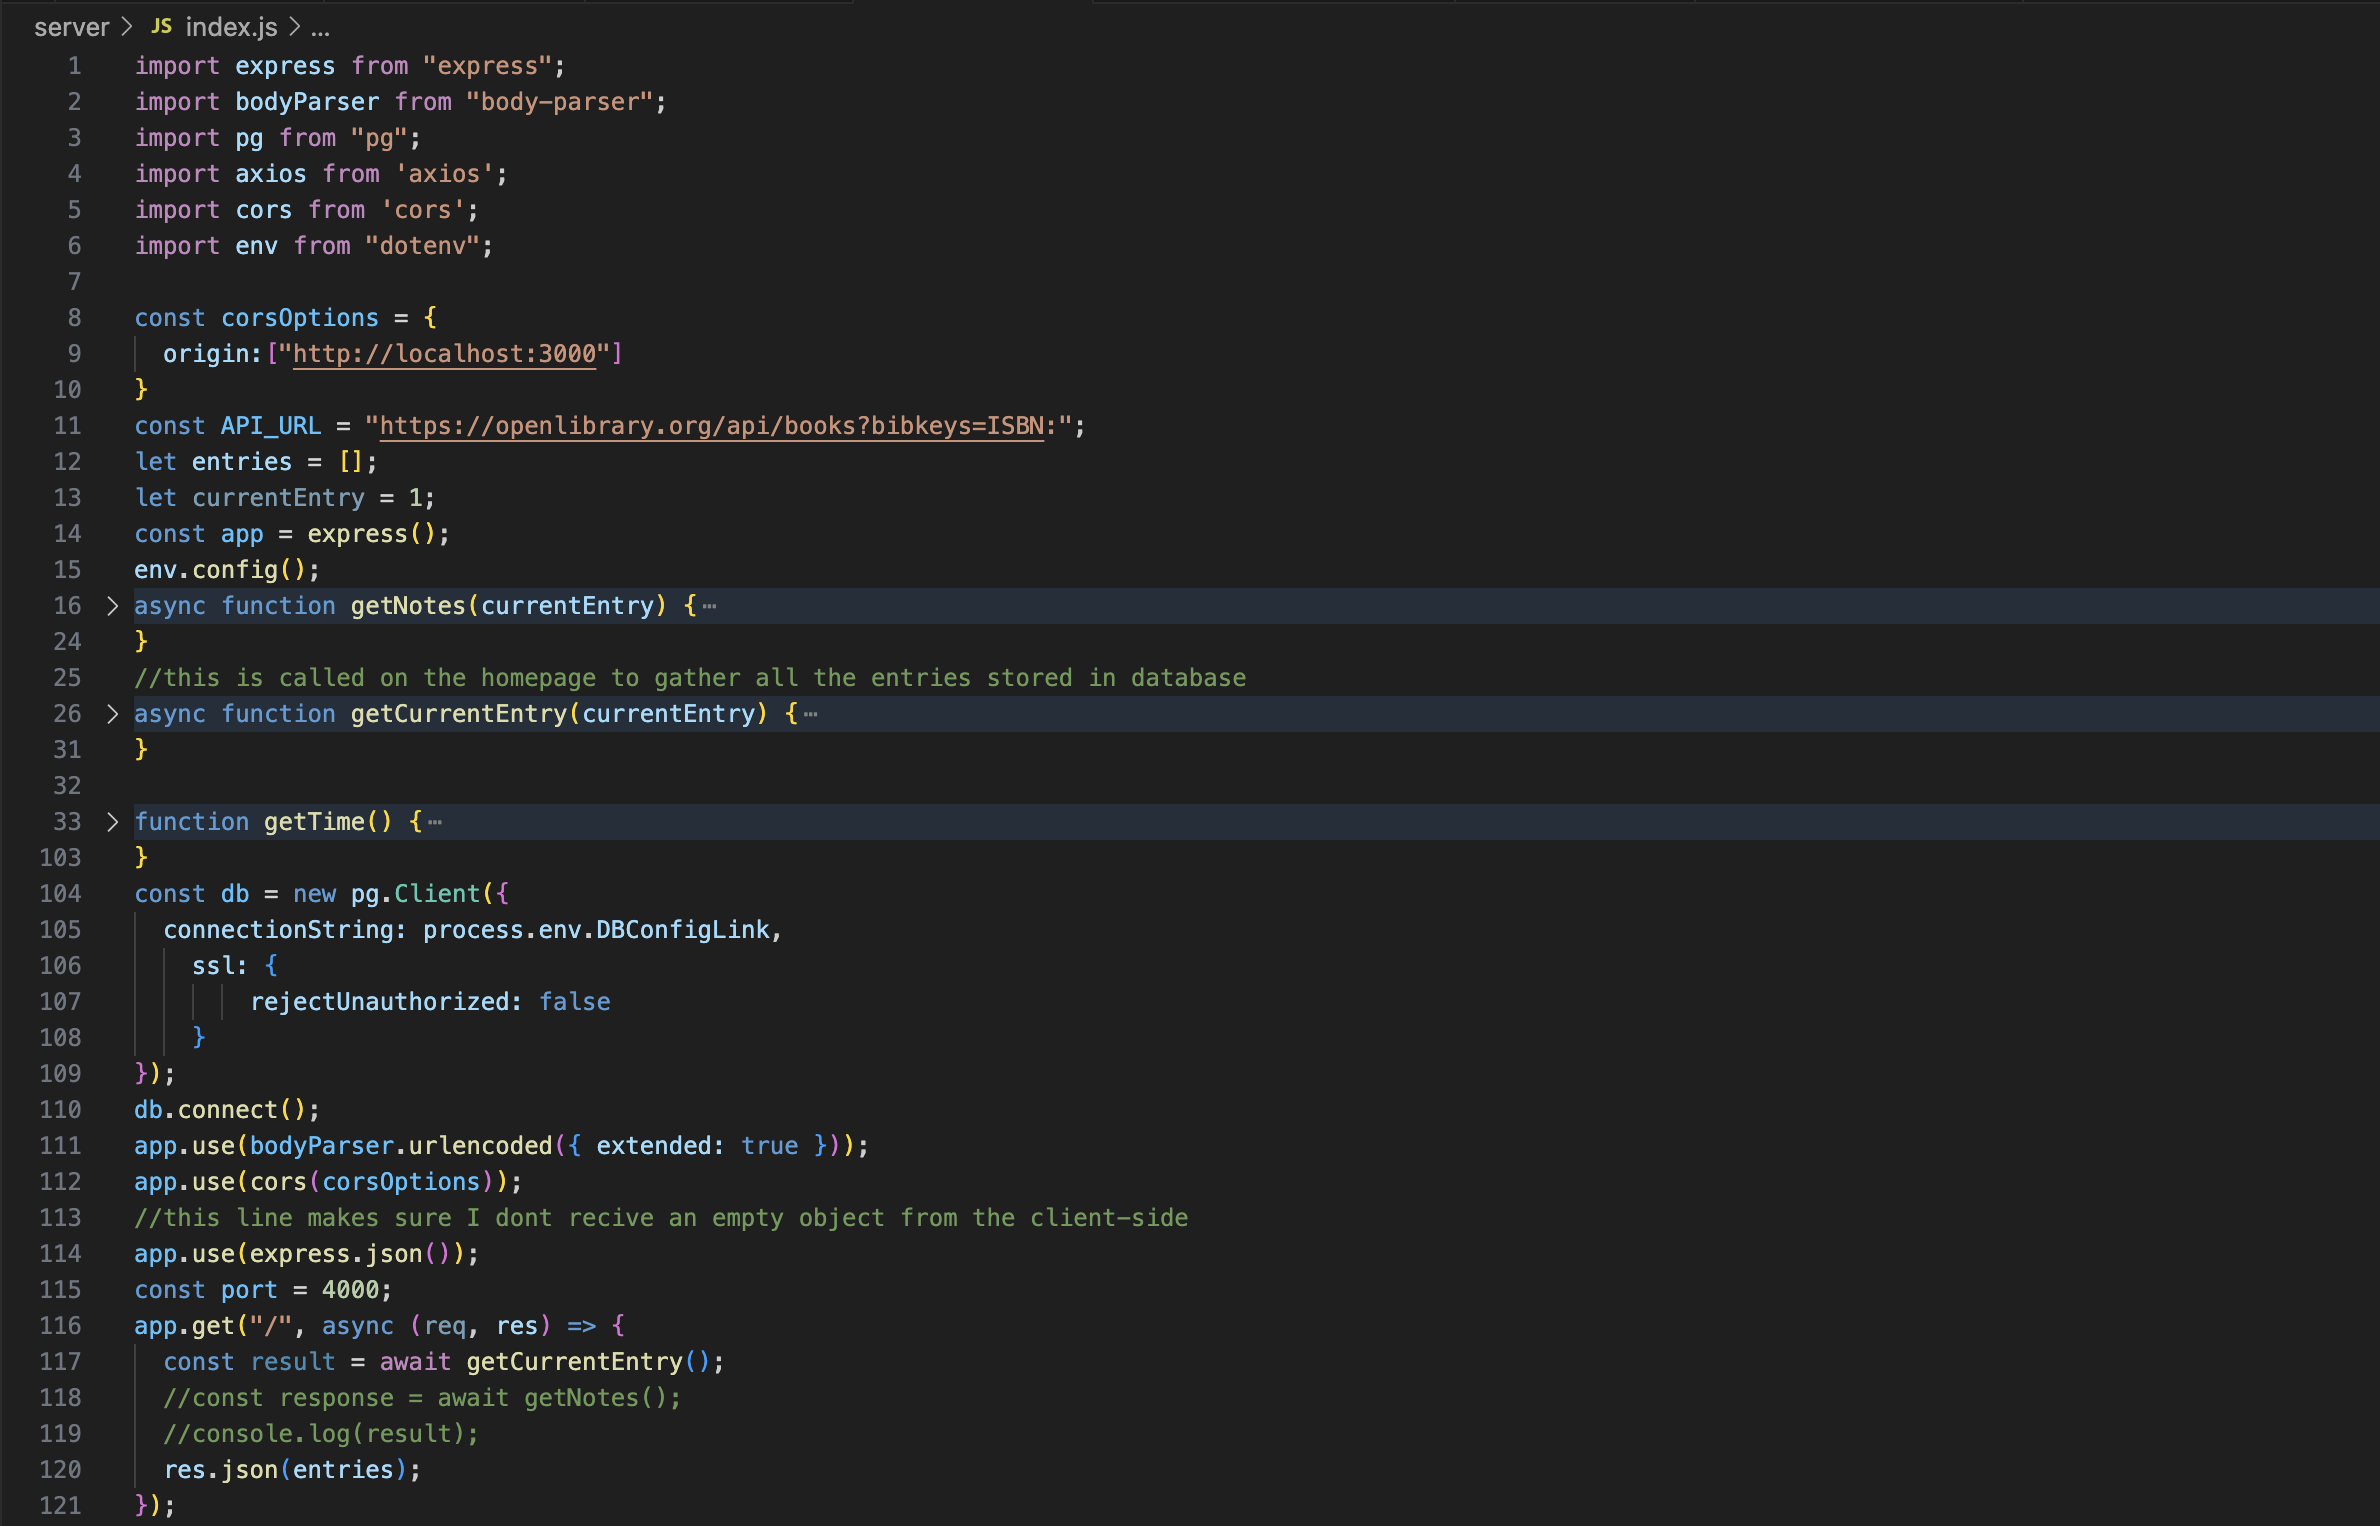 server > JS index.js > ...
1 import express from "express";
2 import bodyParser from "body-parser";
3 import pg from "pg";
4 import axios from 'axios';
5 import cors from 'cors';
6 import env from "dotenv";
7
8 const corsOptions = {
9 origin:["http://localhost:3000"]
10 }
11 const API_URL = "https://openlibrary.org/api/books?bibkeys=ISBN:";
12 let entries = [];
13 let currentEntry = 1;
14 const app = express();
15 env.config();
16 > async function getNotes(currentEntry) {⋯
24 }
25 //this is called on the homepage to gather all the entries stored in database
26 > async function getCurrentEntry(currentEntry) {⋯
31 }
32
33 > function getTime() {⋯
103 }
104 const db = new pg.Client({
105 connectionString: process.env.DBConfigLink,
106 ssl: {
107 rejectUnauthorized: false
108 }
109 });
110 db.connect();
111 app.use(bodyParser.urlencoded({ extended: true }));
112 app.use(cors(corsOptions));
113 //this line makes sure I dont recive an empty object from the client-side
114 app.use(express.json());
115 const port = 4000;
116 app.get("/", async (req, res) => {
117 const result = await getCurrentEntry();
118 //const response = await getNotes();
119 //console.log(result);
120 res.json(entries);
121 });